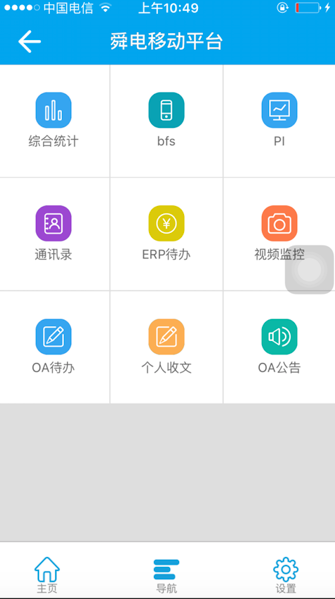 中国电信 上午10:49
舜电移动平台
综合统计 bfs PI
通讯录 ERP待办 视频监控
OA待办 个人收文 OA公告
主页 导航 设置